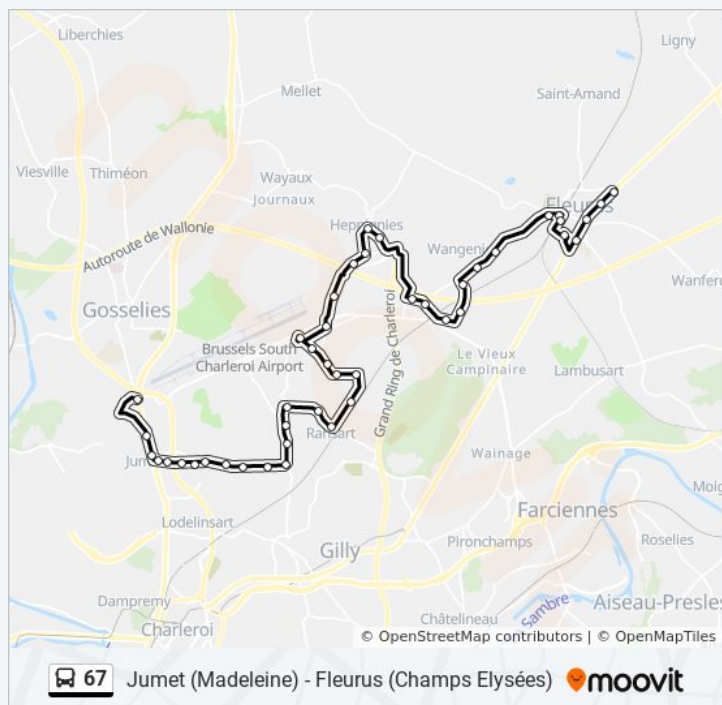 Liberchies
Ligny
Mellet
Saint-Amand
Viesville
Thiméon
Wayaux
Journaux
Heppignies
Fleurus
Autoroute de Wallonie
Wangenies
Wanferc
Gosselies
Brussels South
Charleroi Airport
Grand Ring de Charleroi
Le Vieux
Campinaire
Lambusart
Ransart
Jumet
Wainage
Moig
Lodelinsart
Farciennes
Gilly
Pironchamps
Roselies
Dampremy
Châtelineau
Sambre
Aiseau-Presles
Charleroi
© OpenStreetMap contributors | © OpenMapTiles
67 Jumet (Madeleine) - Fleurus (Champs Elysées) moovit